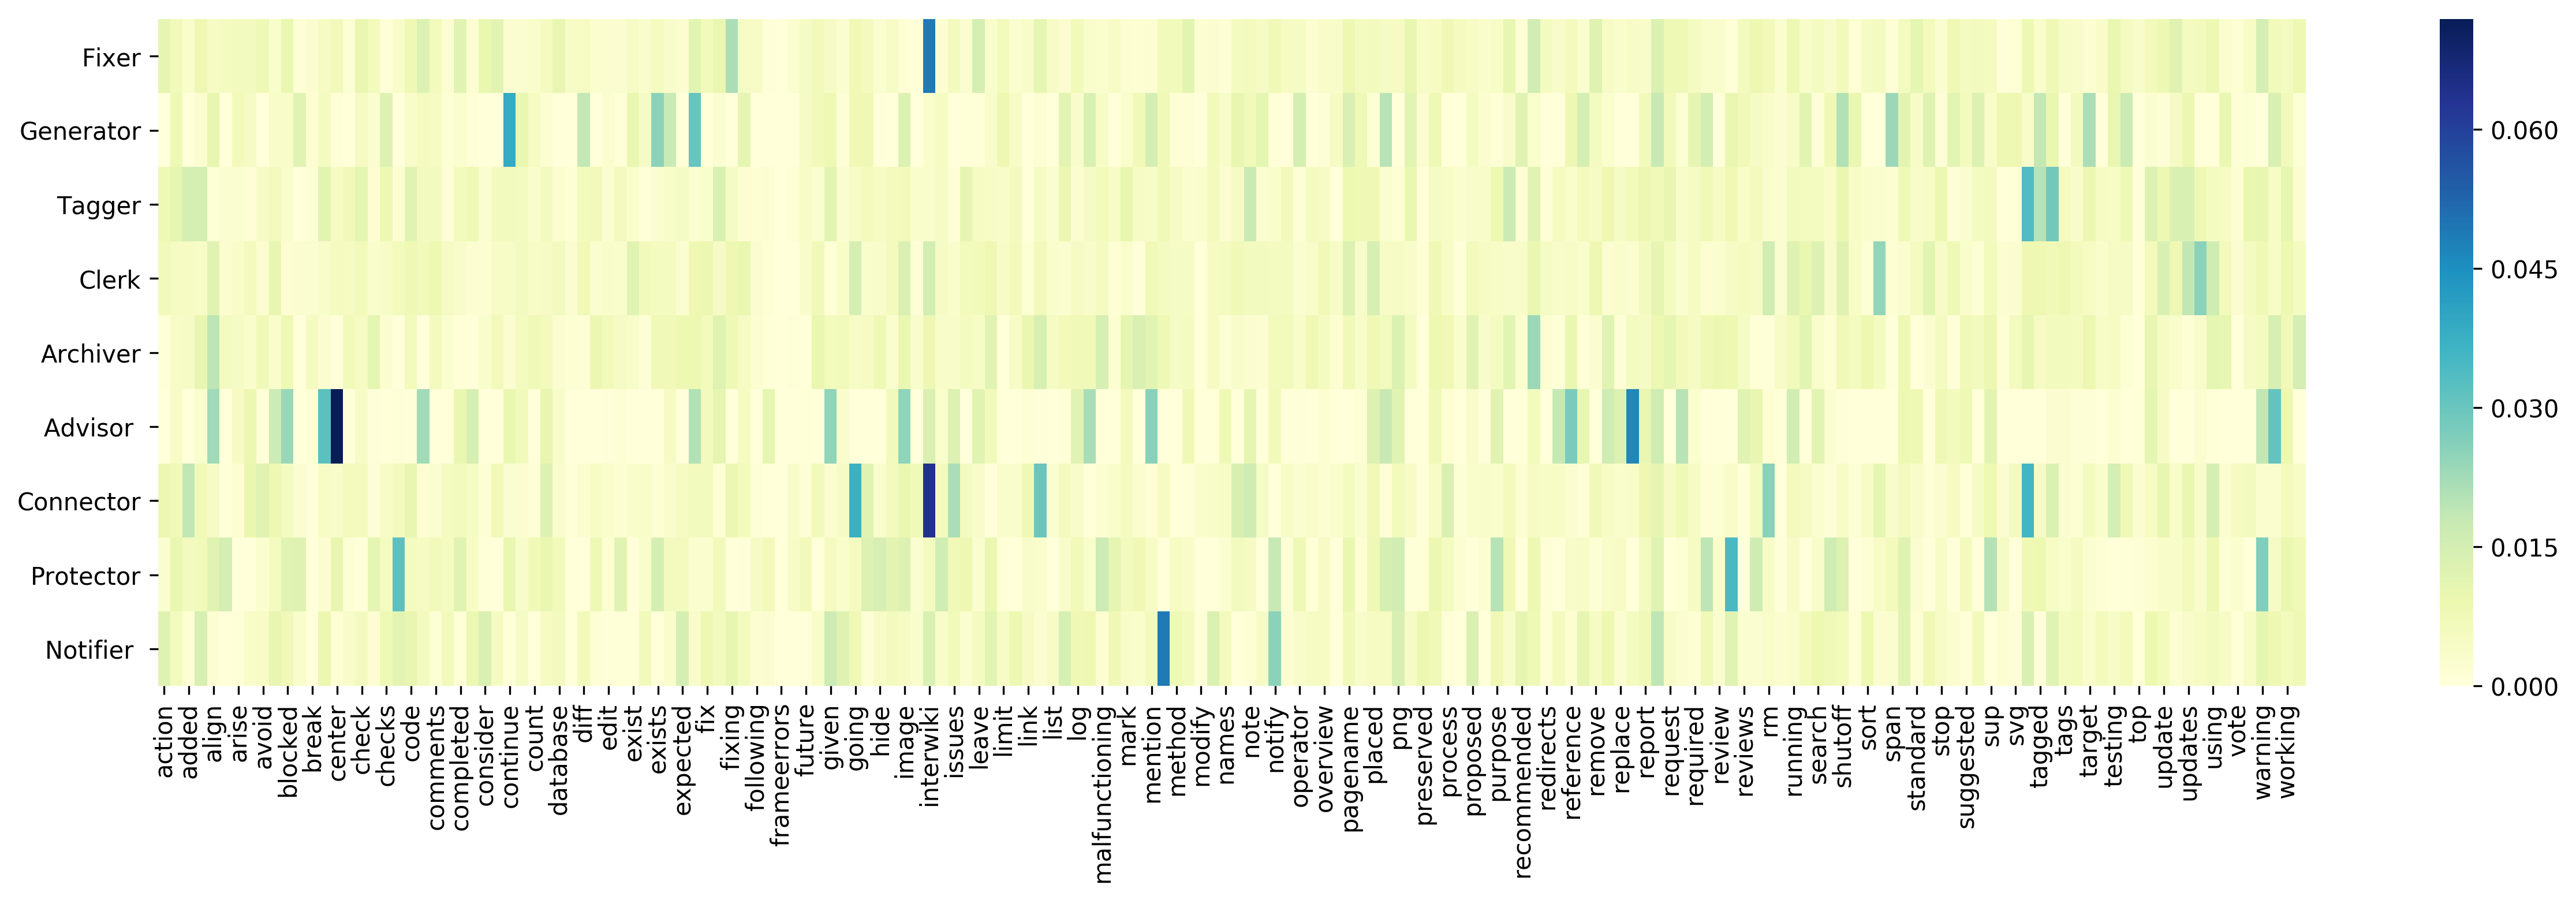 Fixer
Generator
Tagger
Clerk
Archiver
Advisor
Connector
Protector
Notifier
action
added
align
arise
avoid
blocked
break
center
check
checks
code
comments
completed
consider
continue
count
database
diff
edit
exist
exists
expected
fix
fixing
following
frameerrors
future
given
going
hide
image
interwiki
issues
leave
limit
link
list
log
malfunctioning
mark
mention
method
modify
names
note
notify
operator
overview
pagename
placed
png
preserved
process
proposed
purpose
recommended
redirects
reference
remove
replace
report
request
required
review
reviews
rm
running
search
shutoff
sort
span
standard
stop
suggested
sup
svg
tagged
tags
target
testing
top
update
updates
using
vote
warning
working
0.060
0.045
0.030
0.015
0.000